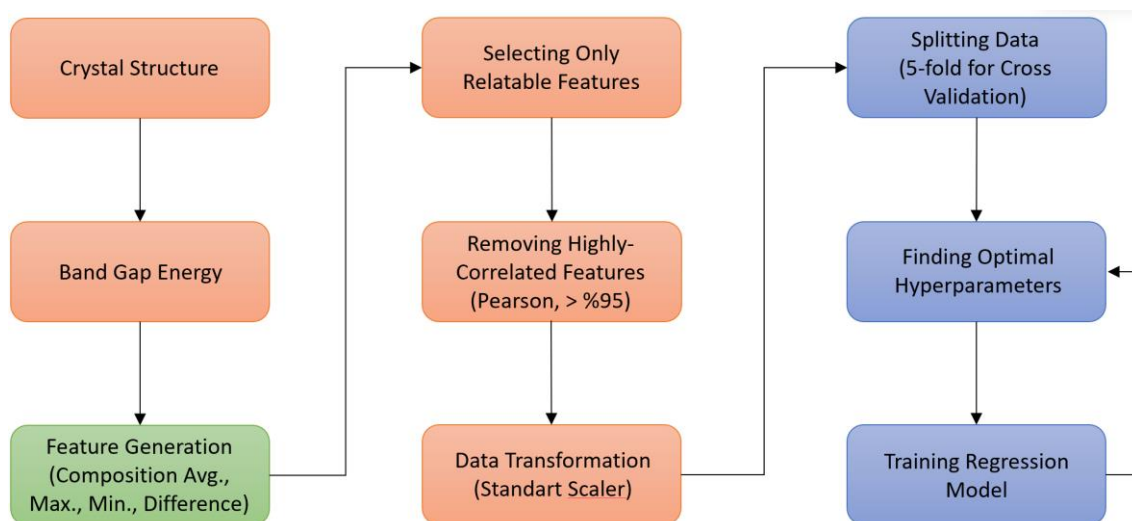 Crystal Structure
Band Gap Energy
Feature Generation
(Composition Avg.,
Max., Min., Difference)
Selecting Only
Relatable Features
Removing Highly-
Correlated Features
(Pearson, > %95)
Data Transformation
(Standart Scaler)
Splitting Data
(5-fold for Cross
Validation)
Finding Optimal
Hyperparameters
Training Regression
Model